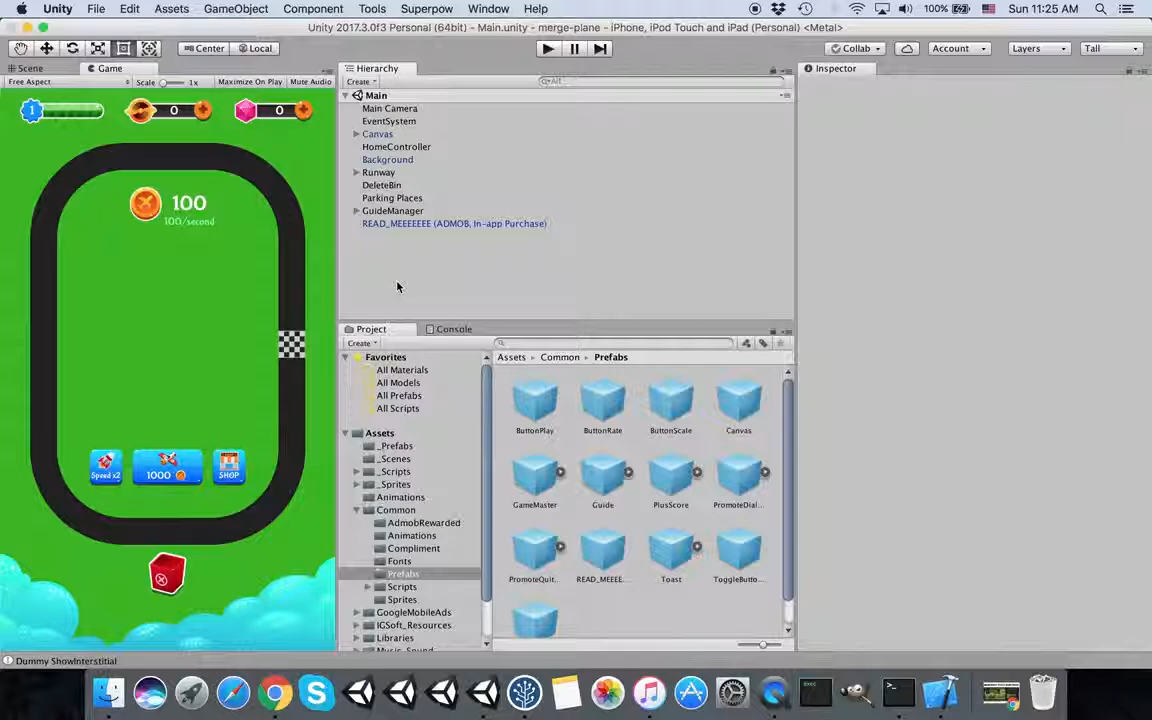 Unity File Edit Assets GameObject Component Tools Superpow Window Help 100% Sun 11:25 AM
Unity 2017.3.0f3 Personal (64bit) - Main.unity - merge-plane - iPhone, iPod Touch and iPad (Personal) <Metal>
Center Local Collab Account Layers Tall
Scene Game Hierarchy Inspector
Free Aspect Scale 1x Maximize On Play Mute Audio Create All
Main
1 0 0
Main Camera
EventSystem
Canvas
HomeController
Background
Runway
DeleteBin
Parking Places
GuideManager
READ_MEEEEEE (ADMOB, In-app Purchase)
100
100/second
Speed x2 1000 SHOP
Project Console
Create
Favorites
All Materials
All Models
All Prefabs
All Scripts
Assets
_Prefabs
_Scenes
_Scripts
_Sprites
Animations
Common
AdmobRewarded
Animations
Compliment
Fonts
Prefabs
Scripts
Sprites
GoogleMobileAds
IGSoft_Resources
Libraries
Assets Common Prefabs
ButtonPlay ButtonRate ButtonScale Canvas
GameMaster Guide PlusScore PromoteDial...
PromoteQuit... READ_MEEEE... Toast ToggleButto...
Dummy ShowInterstitial